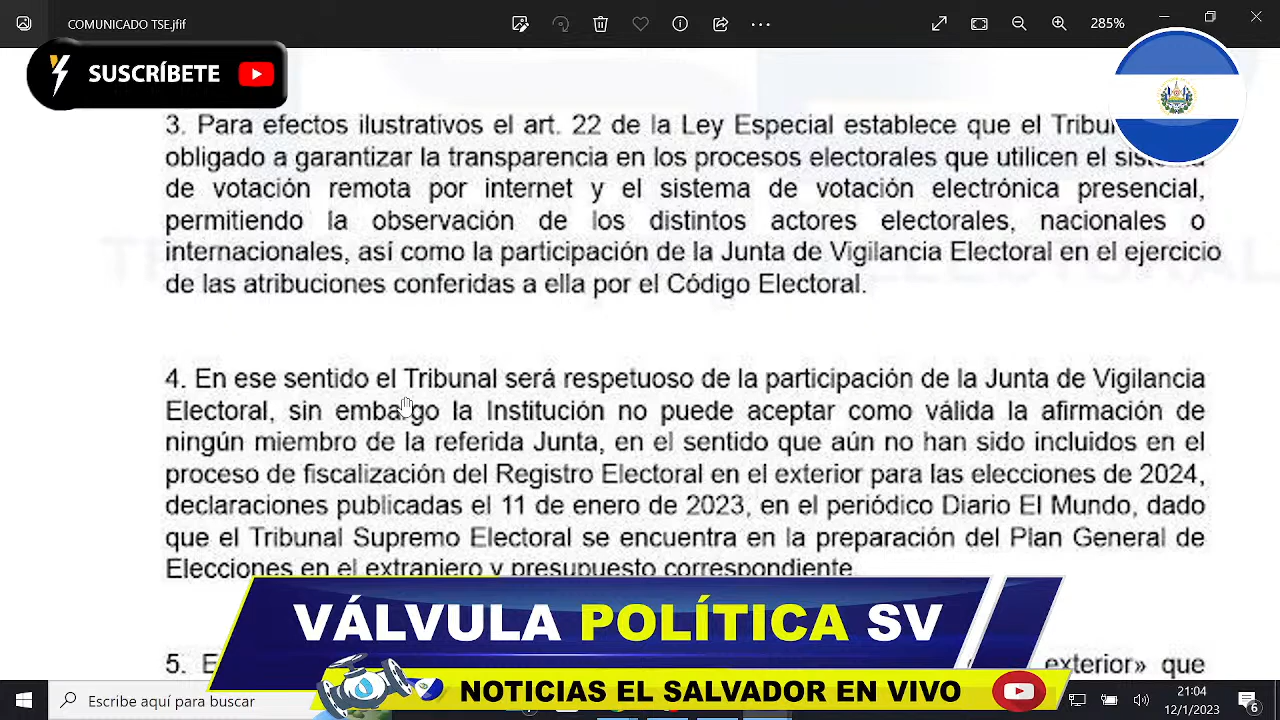 COMUNICADO TSE.jfif
285%
SUSCRÍBETE
3. Para efectos ilustrativos el art. 22 de la Ley Especial establece que el
obligado a garantizar la transparencia en los procesos electorales que utilicen el
de votación remota por internet y el sistema de votación electrónica presencial,
permitiendo la observación de los distintos actores electorales, nacionales o
internacionales, así como la participación de la Junta de Vigilancia Electoral en el ejercicio
de las atribuciones conferidas a ella por el Código Electoral.
4. En ese sentido el Tribunal será respetuoso de la participación de la Junta de Vigilancia
Electoral, sin embargo la Institución no puede aceptar como válida la afirmación de
ningún miembro de la referida Junta, en el sentido que aún no han sido incluidos en el
proceso de fiscalización del Registro Electoral en el exterior para las elecciones de 2024,
declaraciones publicadas el 11 de enero de 2023, en el periódico Diario El Mundo, dado
que el Tribunal Supremo Electoral se encuentra en la preparación del Plan General de
Elecciones en el extranjero y presupuesto correspondiente.
5. exterior» que
VÁLVULA POLÍTICA SV
NOTICIAS EL SALVADOR EN VIVO
Escribe aquí para buscar
21:04
12/1/2023
6